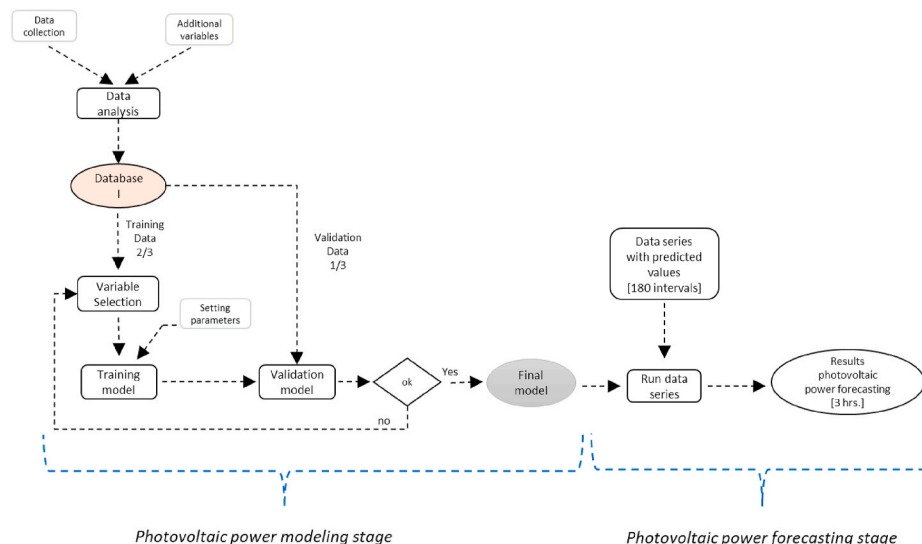 Data
collection
Additional
variables
Data
analysis
Database
I
Training
Data
2/3
Validation
Data
1/3
Variable
Selection
Setting
parameters
Training
model
Validation
model
ok
Yes
no
Final
model
Data series
with predicted
values
[180 intervals]
Run data
series
Results
photovoltaic
power forecasting
[3 hrs.]
Photovoltaic power modeling stage
Photovoltaic power forecasting stage